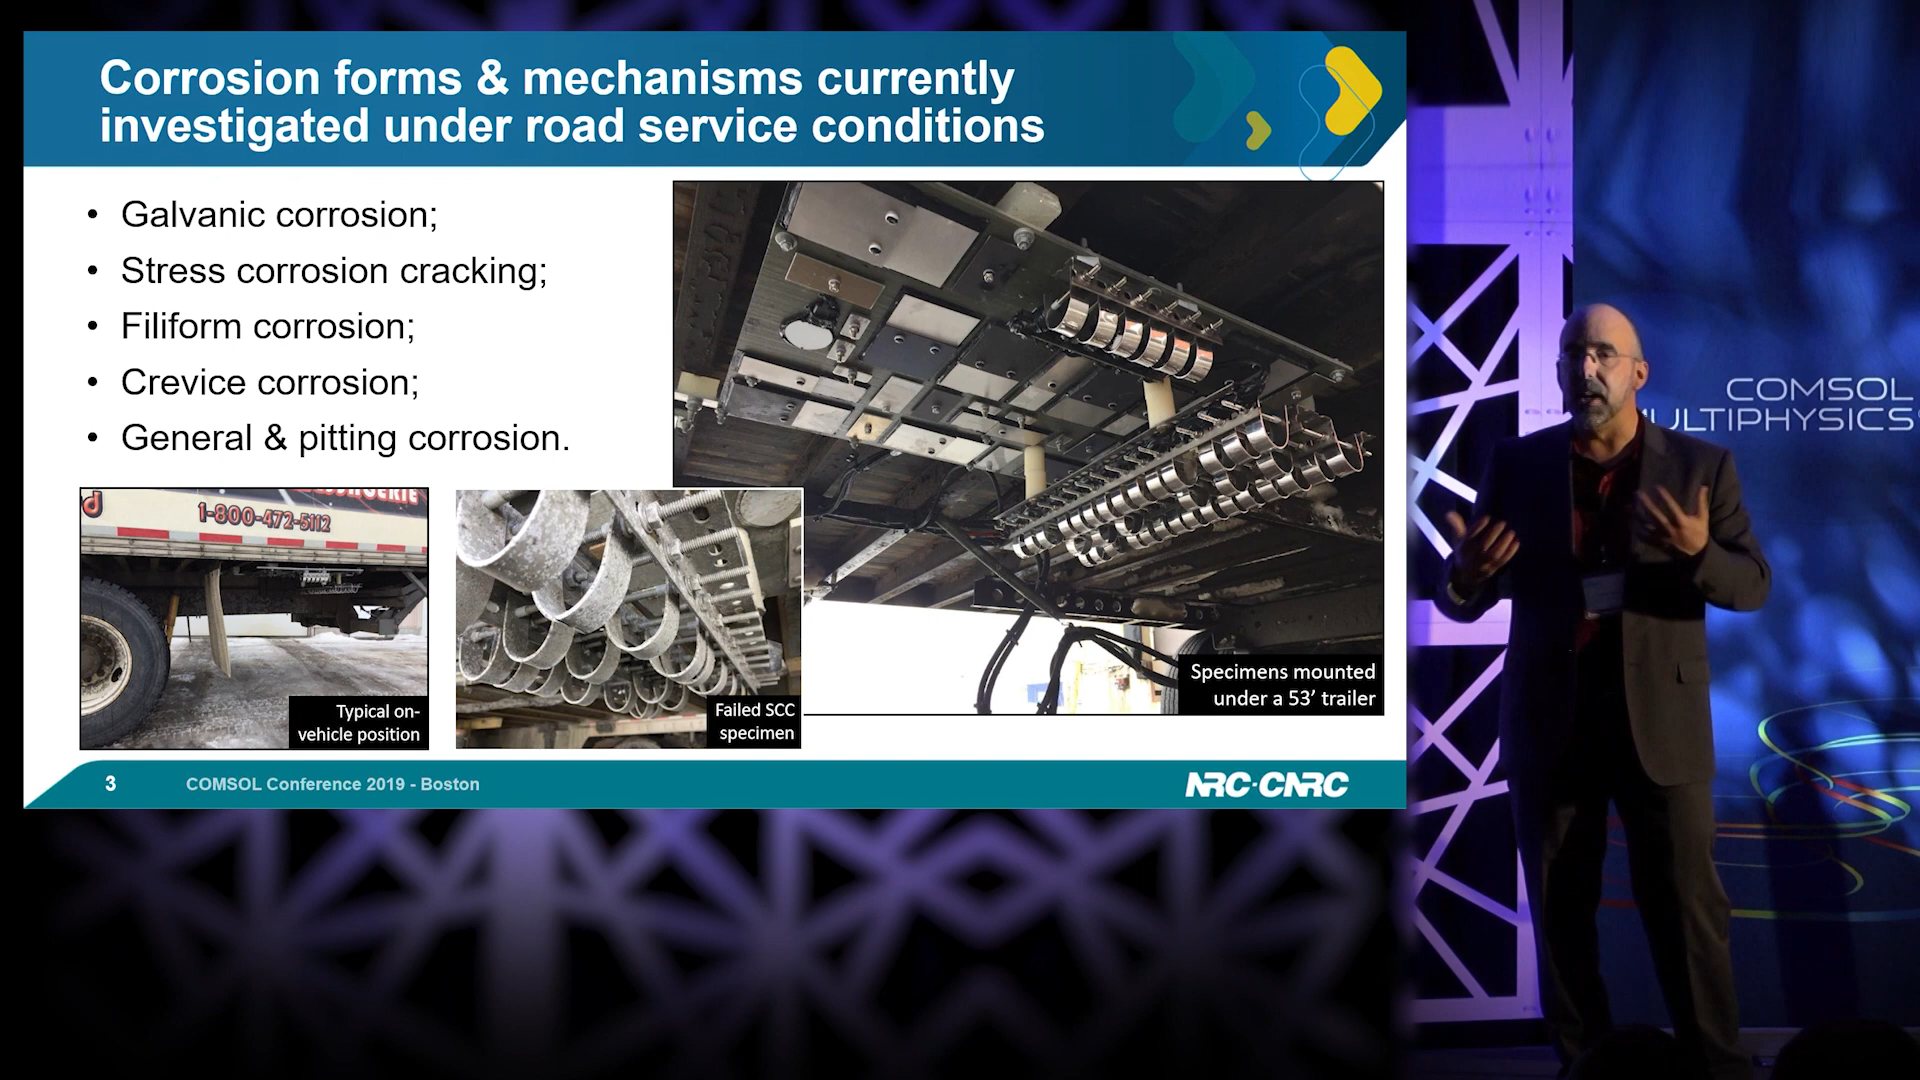 Corrosion forms & mechanisms currently
investigated under road service conditions
• Galvanic corrosion;
• Stress corrosion cracking;
• Filiform corrosion;
• Crevice corrosion;
• General & pitting corrosion.
1-800-472-5112
Typical on-
vehicle position
Failed SCC
specimen
Specimens mounted
under a 53’ trailer
3
COMSOL Conference 2019 - Boston
NRC·CNRC
COMSOL
ULTIPHYSICS